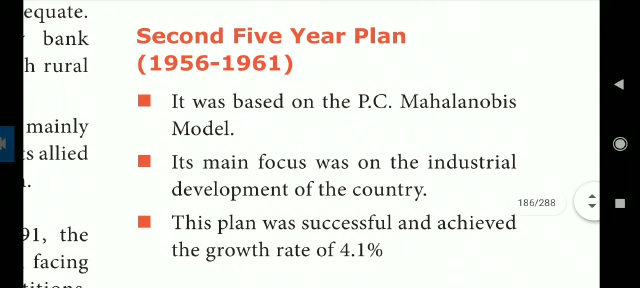 equate.
bank
h rural
mainly
ts allied
91, the
facing
Second Five Year Plan
(1956-1961)
It was based on the P.C. Mahalanobis
Model.
Its main focus was on the industrial
development of the country.
This plan was successful and achieved
the growth rate of 4.1%
186/288